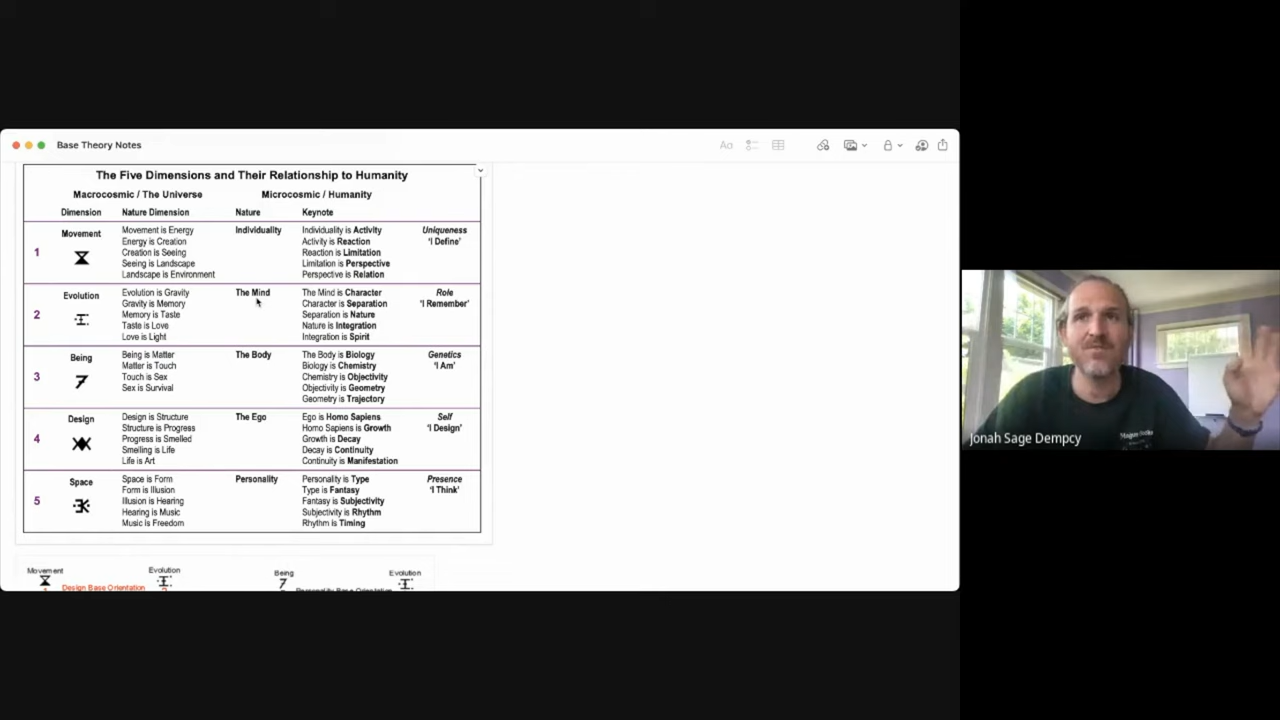 Base Theory Notes
Aa
The Five Dimensions and Their Relationship to Humanity
Macrocosmic / The Universe Microcosmic / Humanity
Dimension Nature Dimension Nature Keynote
1
Movement
Movement is Energy
Energy is Creation
Creation is Seeing
Seeing is Landscape
Landscape is Environment
Individuality
Individuality is Activity
Activity is Reaction
Reaction is Limitation
Limitation is Perspective
Perspective is Relation
Uniqueness
'I Define'
2
Evolution
Evolution is Gravity
Gravity is Memory
Memory is Taste
Taste is Love
Love is Light
The Mind
The Mind is Character
Character is Separation
Separation is Nature
Nature is Integration
Integration is Spirit
Role
'I Remember'
3
Being
Being is Matter
Matter is Touch
Touch is Sex
Sex is Survival
The Body
The Body is Biology
Biology is Chemistry
Chemistry is Objectivity
Objectivity is Geometry
Geometry is Trajectory
Genetics
'I Am'
4
Design
Design is Structure
Structure is Progress
Progress is Smelled
Smelling is Life
Life is Art
The Ego
Ego is Homo Sapiens
Homo Sapiens is Growth
Growth is Decay
Decay is Continuity
Continuity is Manifestation
Self
'I Design'
5
Space
Space is Form
Form is Illusion
Illusion is Hearing
Hearing is Music
Music is Freedom
Personality
Personality is Type
Type is Fantasy
Fantasy is Subjectivity
Subjectivity is Rhythm
Rhythm is Timing
Presence
'I Think'
Movement Evolution Being Evolution
Design Base Orientation Personality Base Orientation
Jonah Sage Dempcy